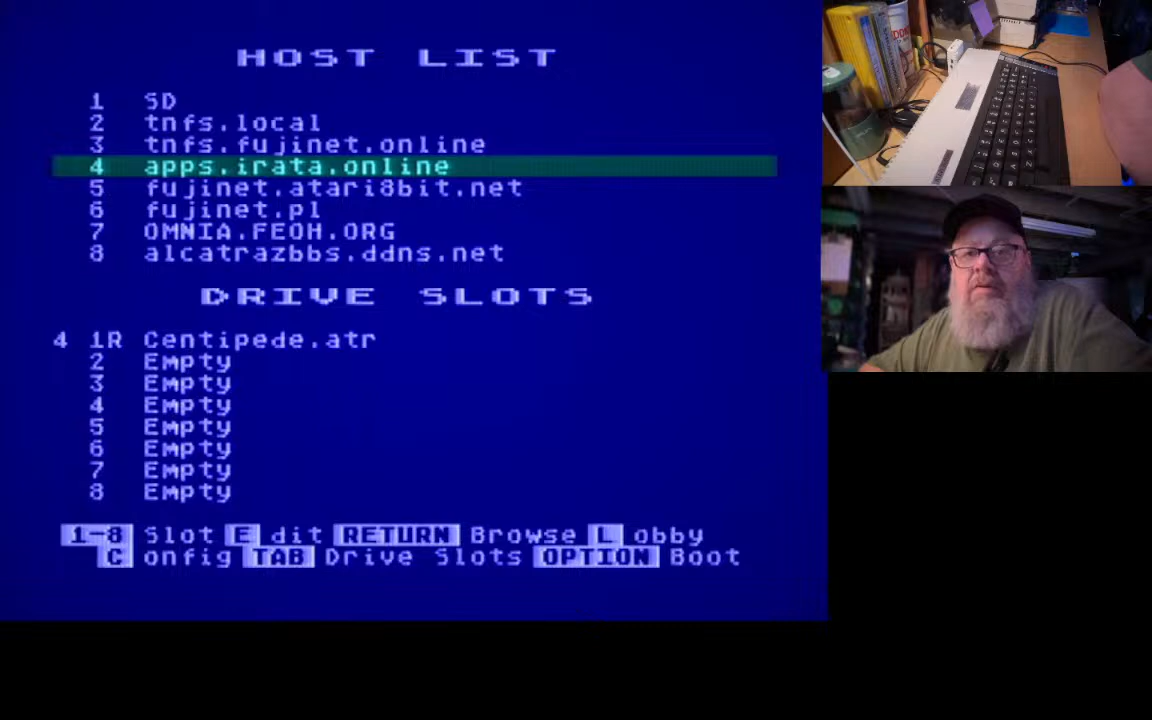 HOST LIST
1 SD
2 tnfs.local
3 tnfs.fujinet.online
4 apps.irata.online
5 fujinet.atari8bit.net
6 fujinet.pl
7 OMNIA.FEOH.ORG
8 alcatrazbbs.ddns.net
DRIVE SLOTS
4 1R Centipede.atr
2 Empty
3 Empty
4 Empty
5 Empty
6 Empty
7 Empty
8 Empty
1-8 Slot Edit RETURN Browse Lobby
Config TAB Drive Slots OPTION Boot